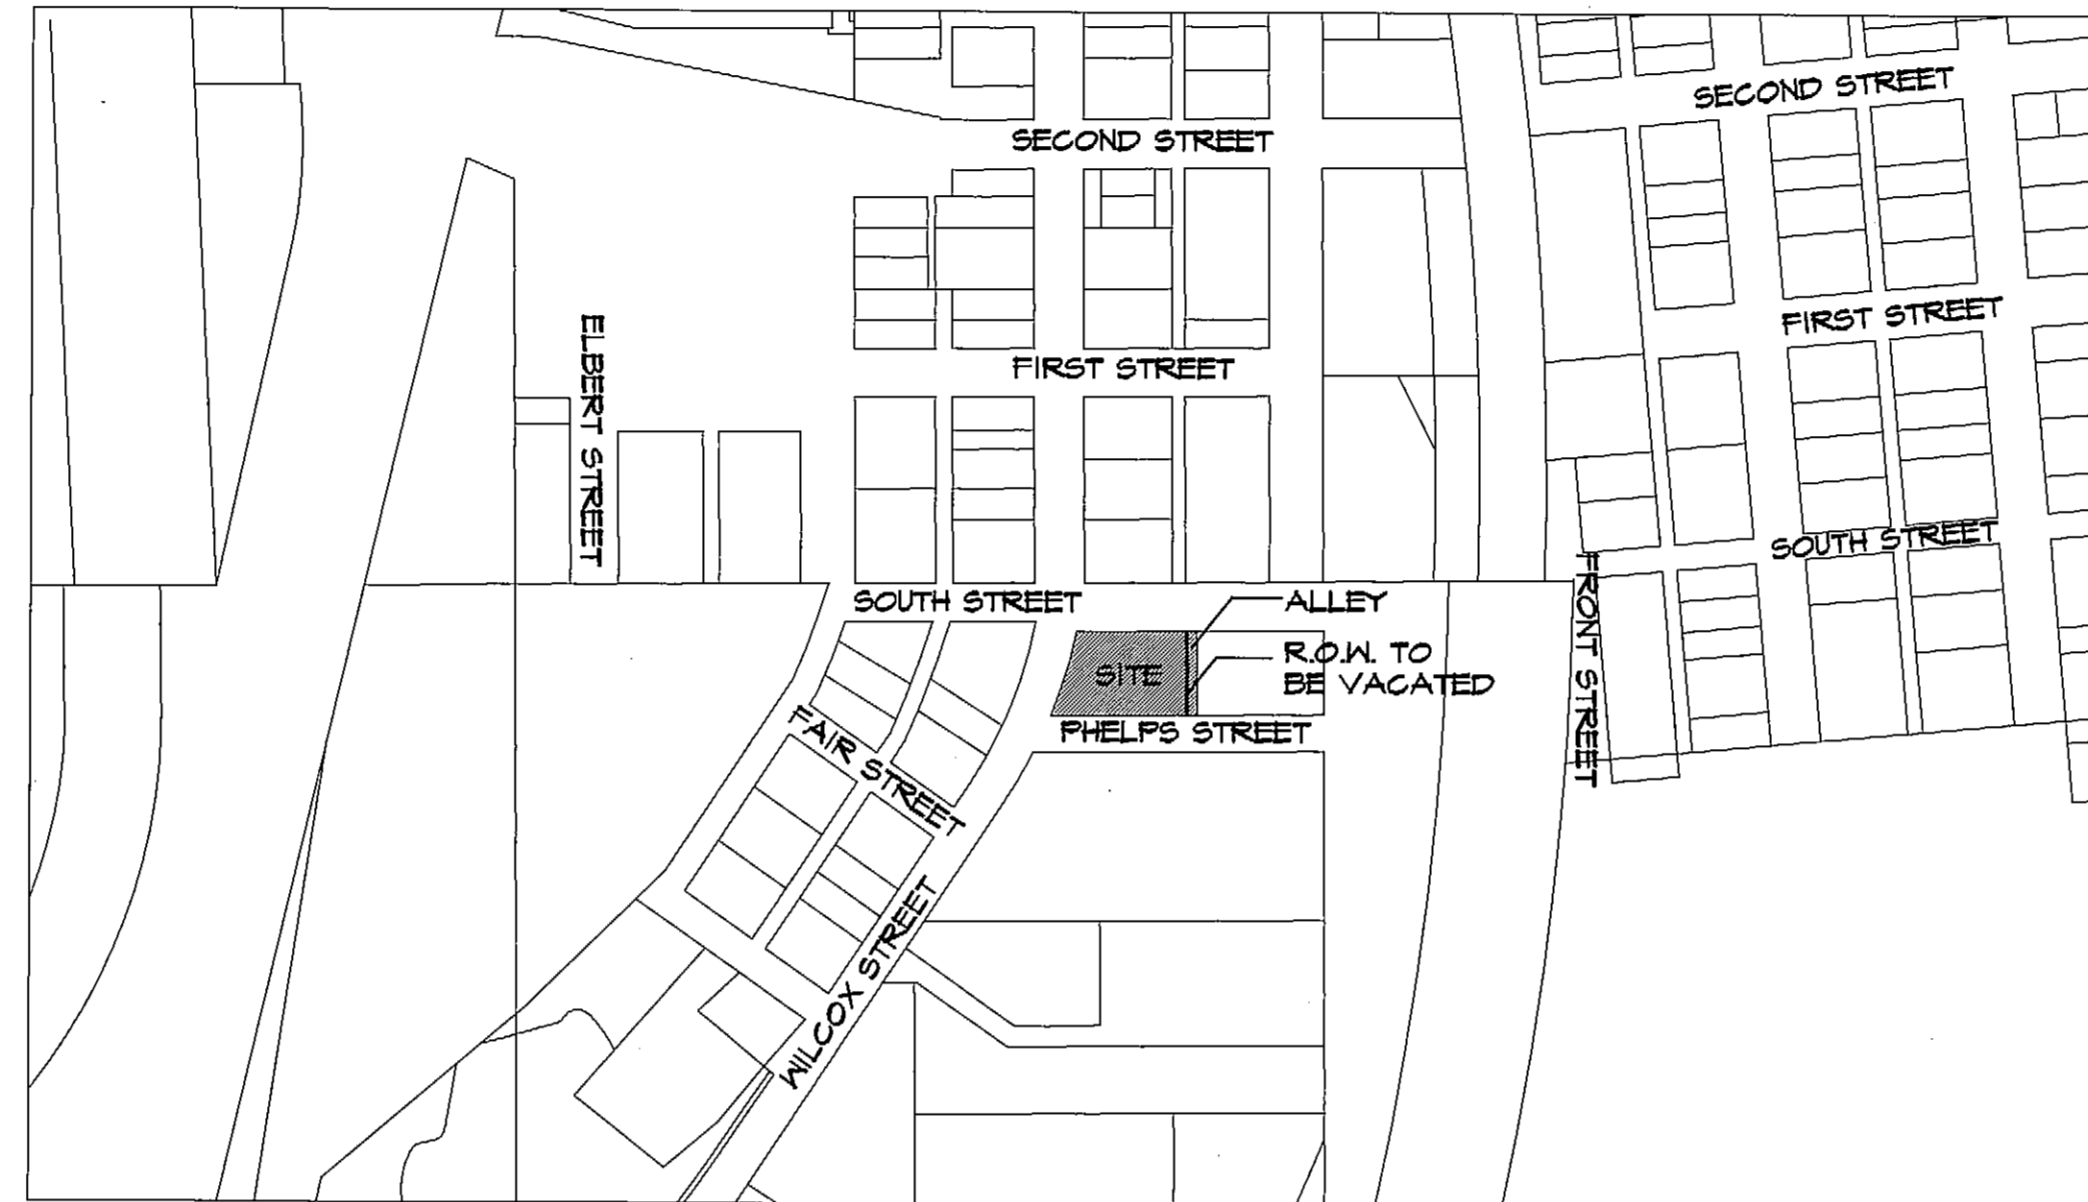 SECOND STREET
SECOND STREET
FIRST STREET
ELBERT STREET
FIRST STREET
SOUTH STREET
SOUTH STREET
ALLEY
R.O.W. TO
BE VACATED
SITE
FRONT STREET
PHELPS STREET
FAIR STREET
WILCOX STREET